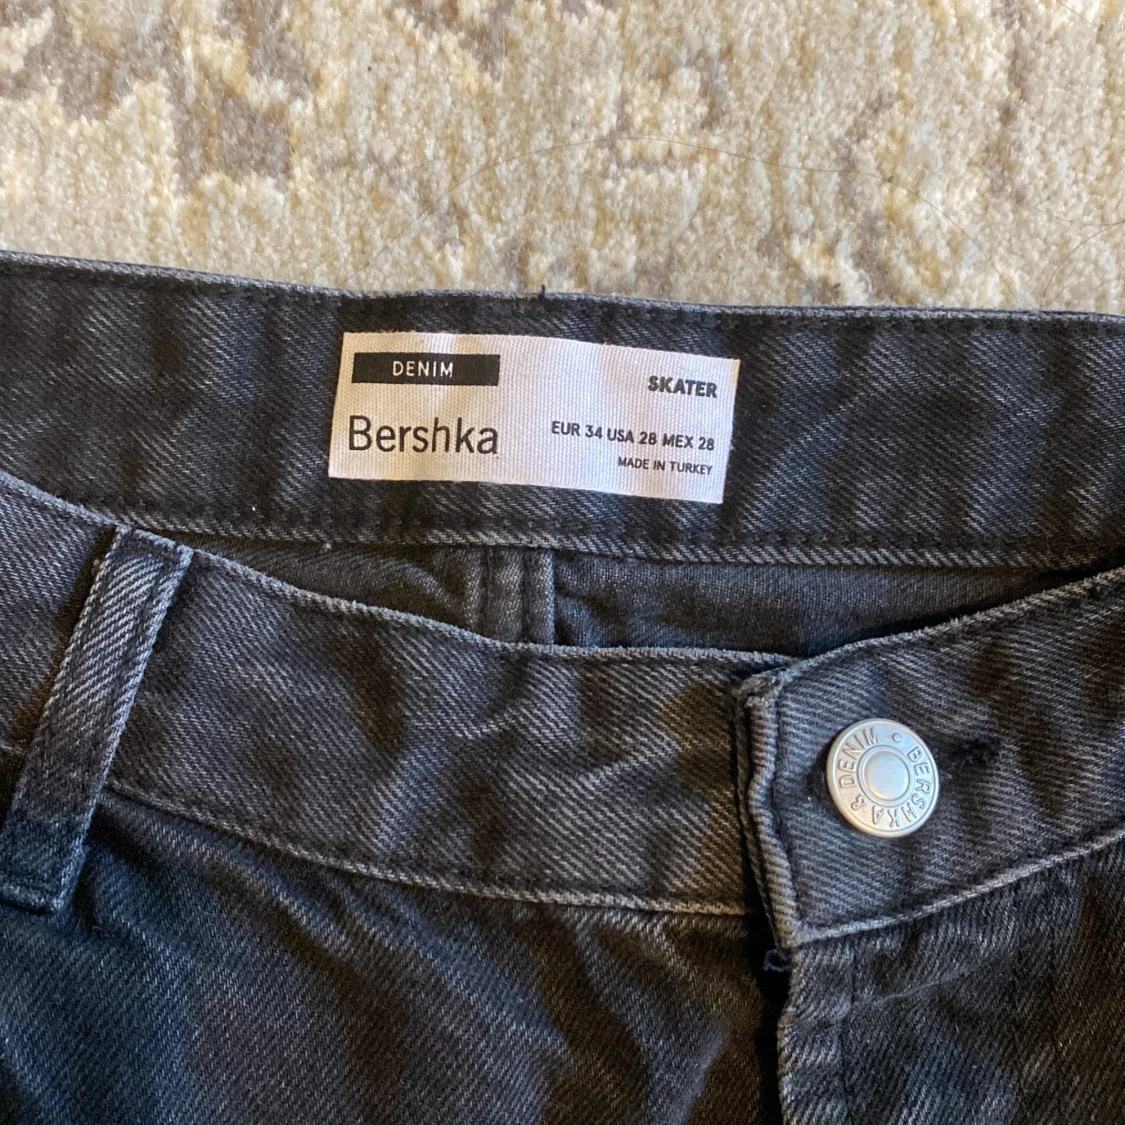 DENIM
SKATER
Bershka
EUR 34 USA 28 MEX 28
MADE IN TURKEY
BERSHKA & DENIM •